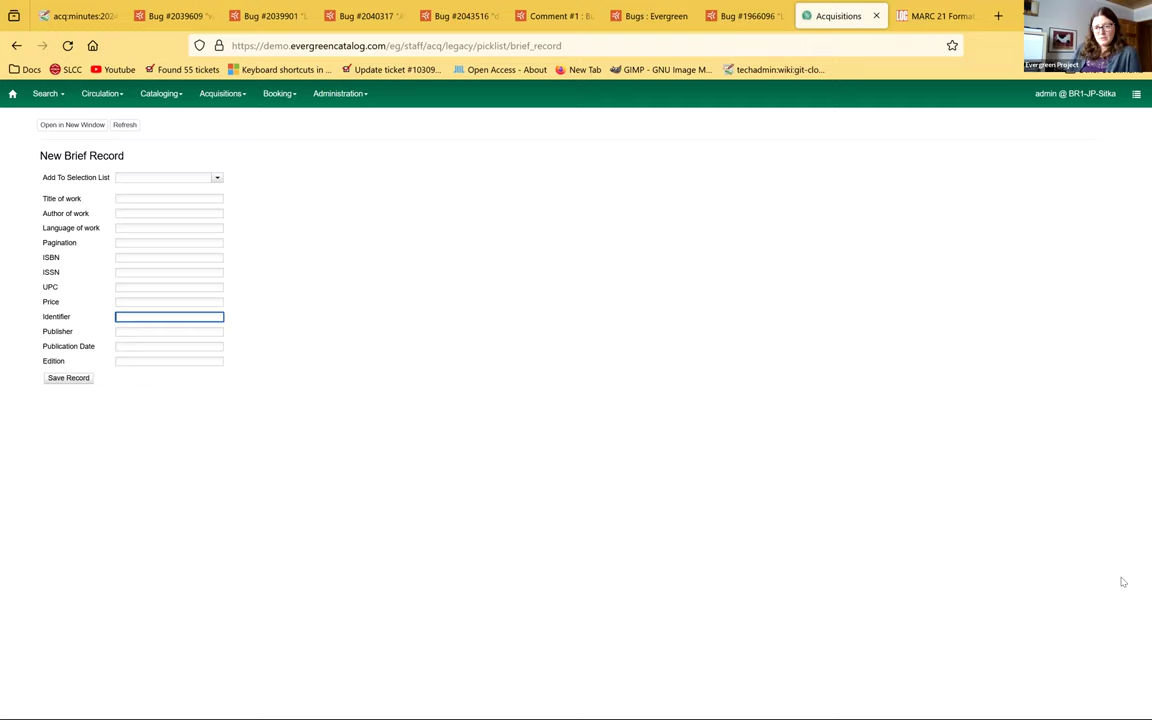 acq:minutes:202
Bug #2039609 "
Bug #2039901 "L
Bug #2040317 "
Bug #2043516 "d
Comment #1 : B
Bugs : Evergreen
Bug #1966096 "L
Acquisitions
MARC 21 Format
https://demo.evergreencatalog.com/eg/staff/acq/legacy/picklist/brief_record
Docs SLCC Youtube Found 55 tickets Keyboard shortcuts in ... Update ticket #10309... Open Access - About New Tab GIMP - GNU Image M... techadmin:wiki:git-clo...
Evergreen Project
Search Circulation Cataloging Acquisitions Booking Administration admin @ BR1-JP-Sitka
Open in New Window Refresh
New Brief Record
Add To Selection List
Title of work
Author of work
Language of work
Pagination
ISBN
ISSN
UPC
Price
Identifier
Publisher
Publication Date
Edition
Save Record